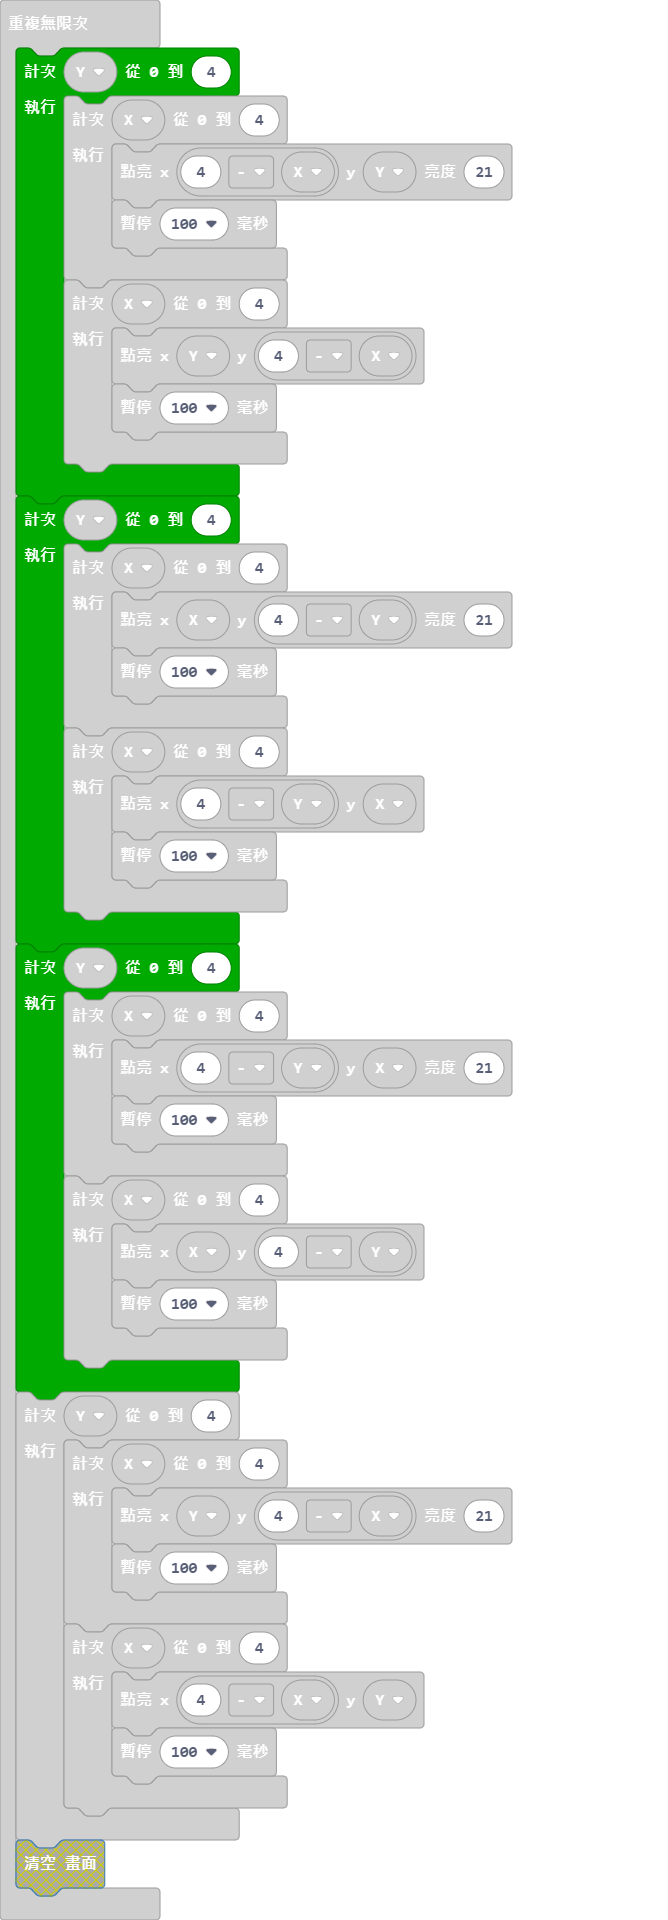 重複無限次
計次 Y 從 0 到 4
執行
計次 X 從 0 到 4
執行
點亮 x 4 - X y Y 亮度 21
暫停 100 毫秒
計次 X 從 0 到 4
執行
點亮 x Y y 4 - X
暫停 100 毫秒
計次 Y 從 0 到 4
執行
計次 X 從 0 到 4
執行
點亮 x X y 4 - Y 亮度 21
暫停 100 毫秒
計次 X 從 0 到 4
執行
點亮 x 4 - Y y X
暫停 100 毫秒
計次 Y 從 0 到 4
執行
計次 X 從 0 到 4
執行
點亮 x 4 - Y y X 亮度 21
暫停 100 毫秒
計次 X 從 0 到 4
執行
點亮 x X y 4 - Y
暫停 100 毫秒
計次 Y 從 0 到 4
執行
計次 X 從 0 到 4
執行
點亮 x Y y 4 - X 亮度 21
暫停 100 毫秒
計次 X 從 0 到 4
執行
點亮 x 4 - X y Y
暫停 100 毫秒
清空 畫面